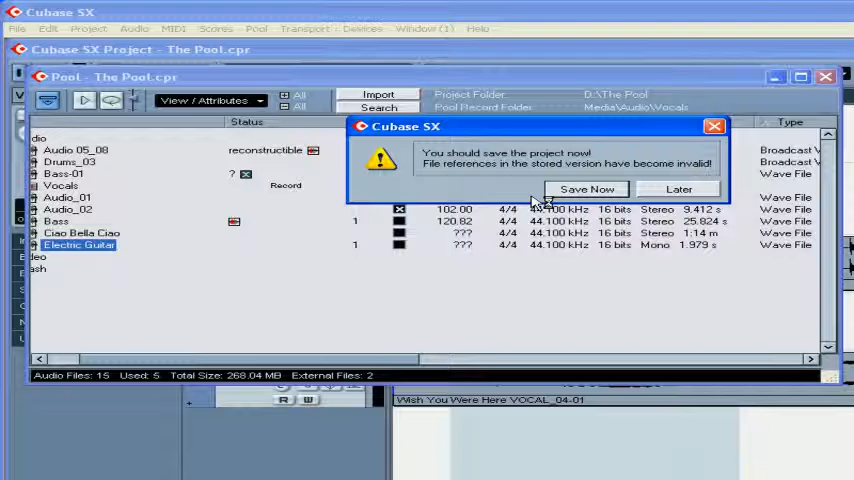 Cubase SX
File Edit Project Audio MIDI Scores Pool Transport Devices Window (1) Help
Cubase SX Project - The Pool.cpr
Pool - The Pool.cpr
View / Attributes
All
All
Import
Search
Project Folder D:\The Pool
Pool Record Folder Media\Audio\Vocals
Status Type
Cubase SX
You should save the project now!
File references in the stored version have become invalid!
Save Now Later
dio
Audio 05_08 reconstructible Broadcast V
Drums_03 Broadcast V
Bass-01 ? Wave File
Vocals Record
Audio_01 Wave File
Audio_02 102.00 4/4 44.100 kHz 16 bits Stereo 9.412 s Wave File
Bass 1 120.82 4/4 44.100 kHz 16 bits Stereo 25.824 s Wave File
Ciao Bella Ciao ??? 4/4 44.100 kHz 16 bits Stereo 1:14 m Wave File
Electric Guitar 1 ??? 4/4 44.100 kHz 16 bits Mono 1.979 s Wave File
deo
ash
Audio Files: 15 Used: 5 Total Size: 268.04 MB External Files: 2
R W
Wish You Were Here VOCAL_04-01